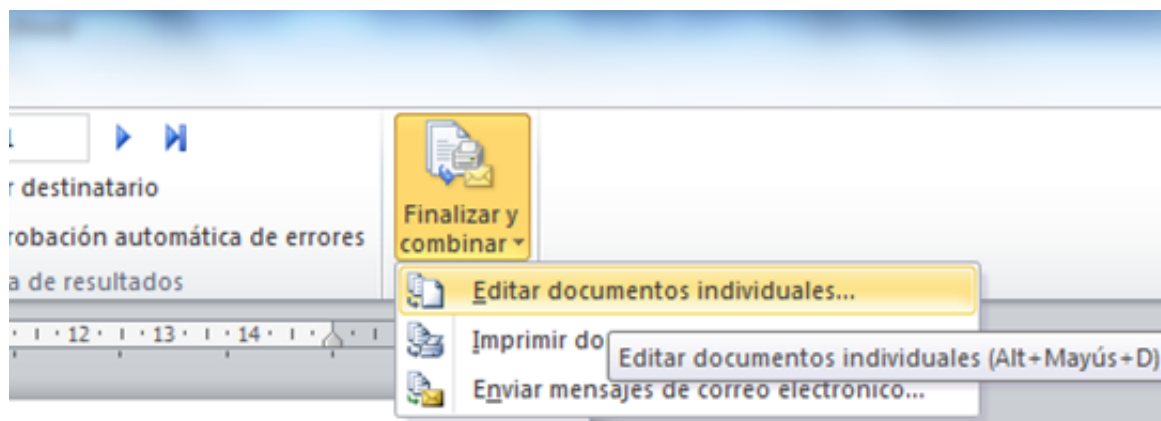 1
r destinatario
robación automática de errores
a de resultados
Finalizar y
combinar
Editar documentos individuales...
Imprimir do
Editar documentos individuales (Alt+Mayús+D)
Enviar mensajes de correo electrónico...
12 13 14